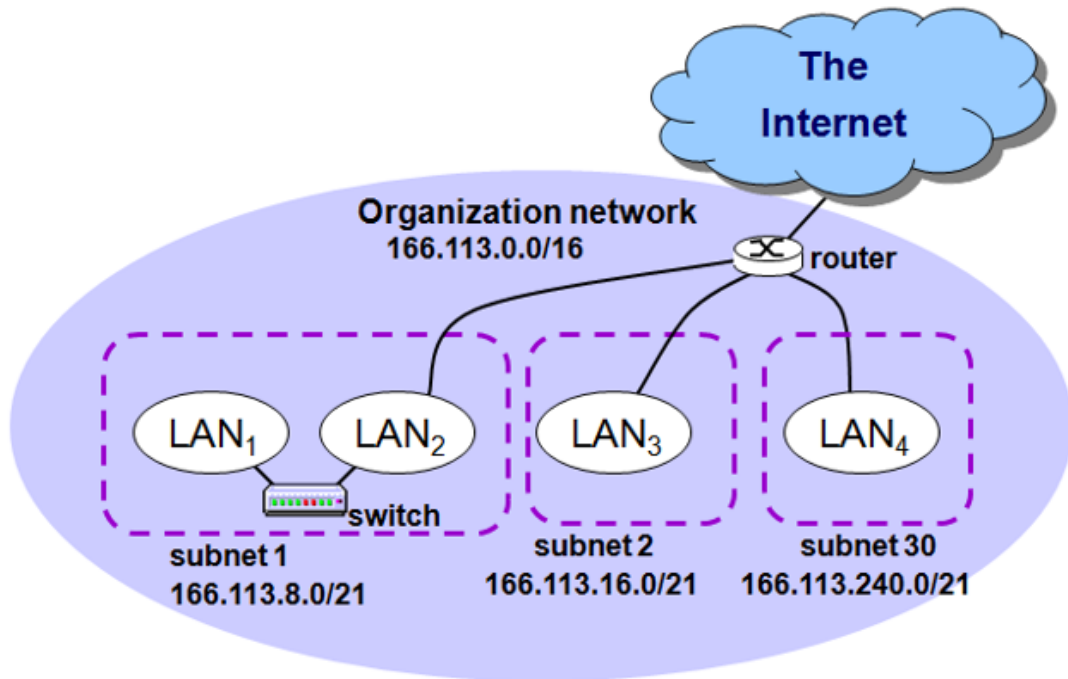 The
Internet
Organization network
166.113.0.0/16
router
LAN1
LAN2
LAN3
LAN4
switch
subnet 1
166.113.8.0/21
subnet 2
166.113.16.0/21
subnet 30
166.113.240.0/21